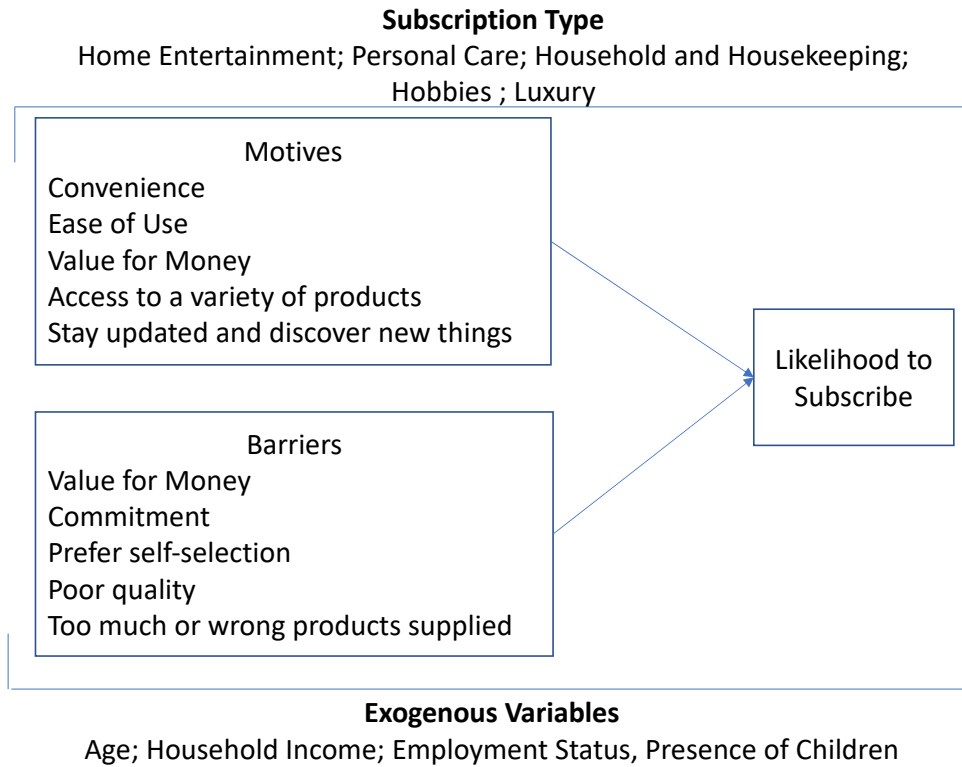 Subscription Type
Home Entertainment; Personal Care; Household and Housekeeping;
Hobbies ; Luxury
Motives
Convenience
Ease of Use
Value for Money
Access to a variety of products
Stay updated and discover new things
Likelihood to
Subscribe
Barriers
Value for Money
Commitment
Prefer self-selection
Poor quality
Too much or wrong products supplied
Exogenous Variables
Age; Household Income; Employment Status, Presence of Children